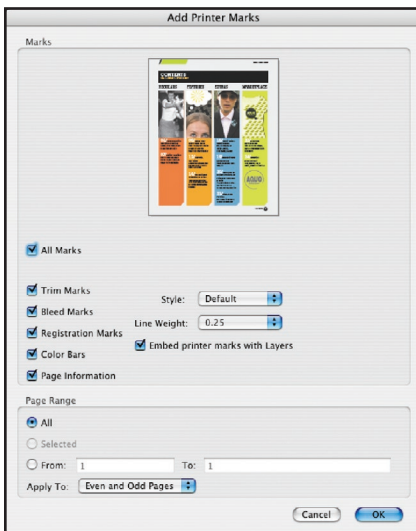 Add Printer Marks
Marks
CONTENTS
All Marks
Trim Marks
Bleed Marks
Registration Marks
Color Bars
Page Information
Style: Default
Line Weight: 0.25
Embed printer marks with Layers
Page Range
All
Selected
From: 1 To: 1
Apply To: Even and Odd Pages
Cancel OK